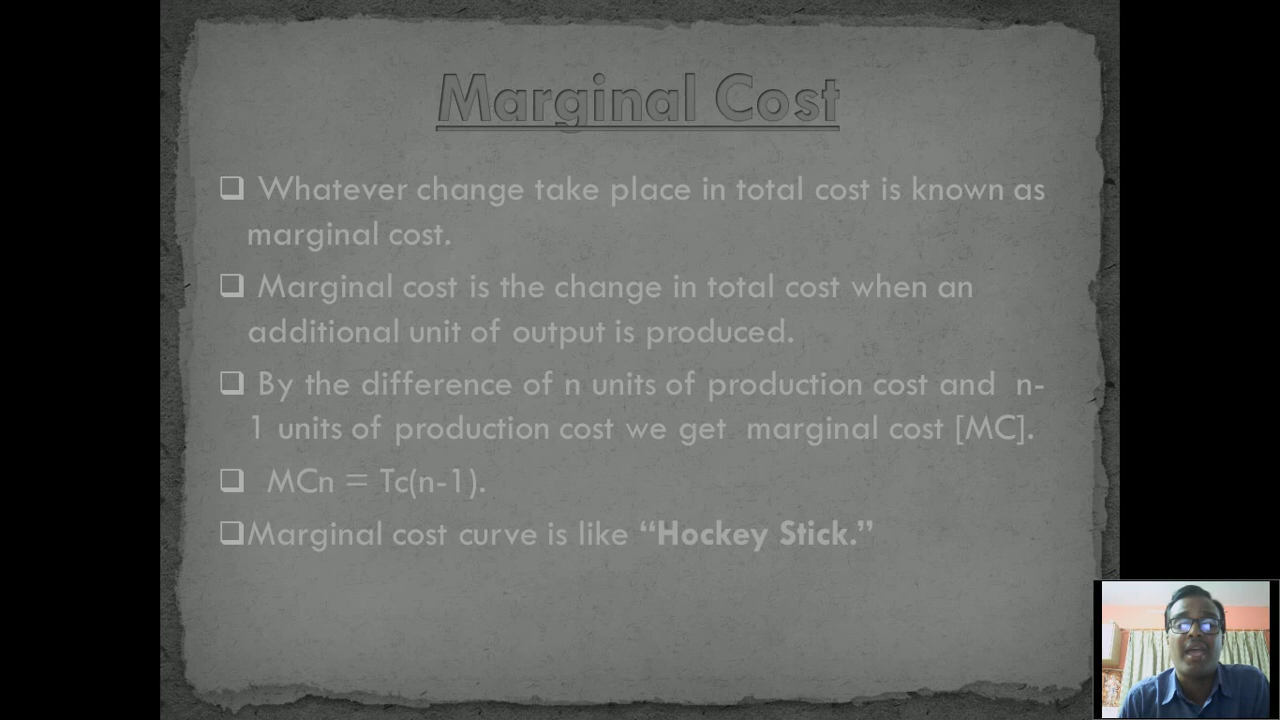 Marginal Cost
❑ Whatever change take place in total cost is known as
marginal cost.
❑ Marginal cost is the change in total cost when an
additional unit of output is produced.
❑ By the difference of n units of production cost and n-
1 units of production cost we get marginal cost [MC].
❑ MCn = Tc(n-1).
❑Marginal cost curve is like “Hockey Stick.”